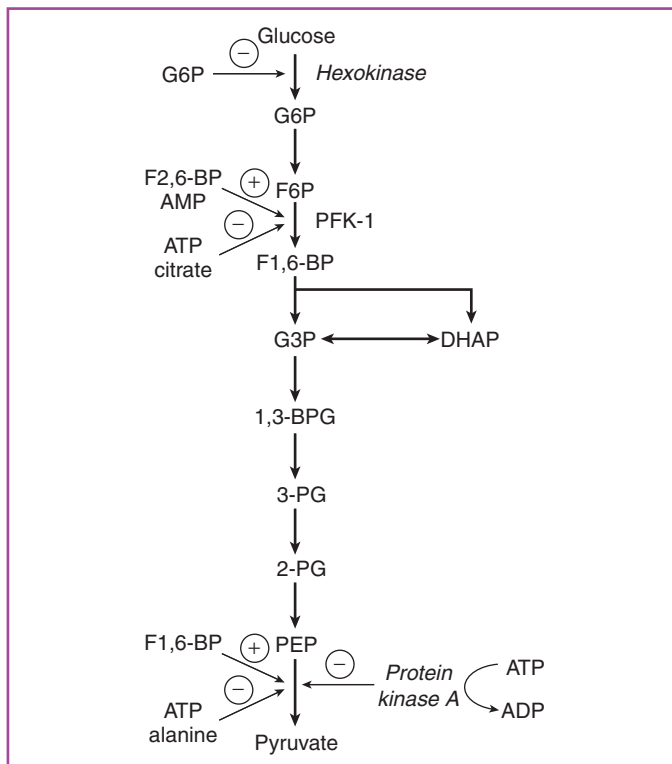 Glucose
−
G6P
Hexokinase
G6P
F2,6-BP
AMP
+
F6P
−
PFK-1
ATP
citrate
F1,6-BP
G3P
DHAP
1,3-BPG
3-PG
2-PG
F1,6-BP
+
PEP
−
−
Protein
kinase A
ATP
ADP
ATP
alanine
Pyruvate